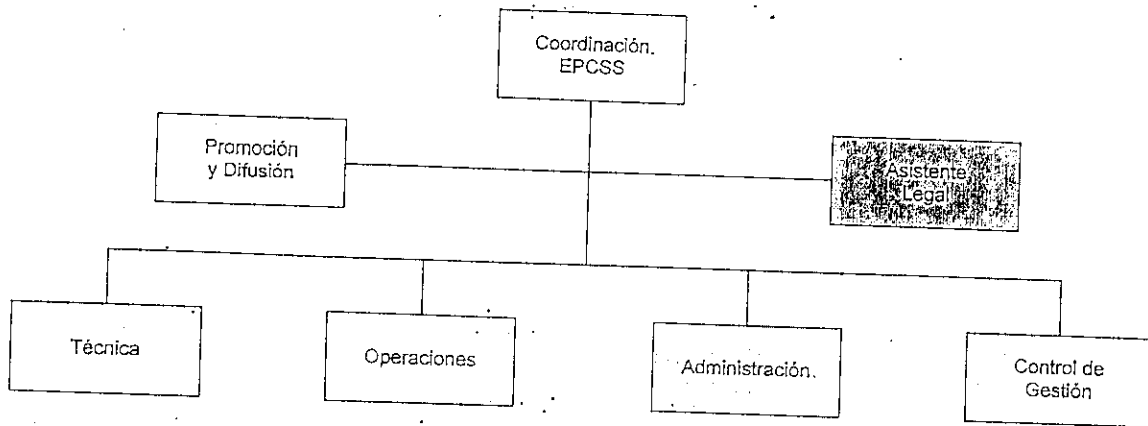 Coordinación.
EPCSS
Promoción
y Difusión
Asistente
Legal
Técnica
Operaciones
Administración.
Control de
Gestión